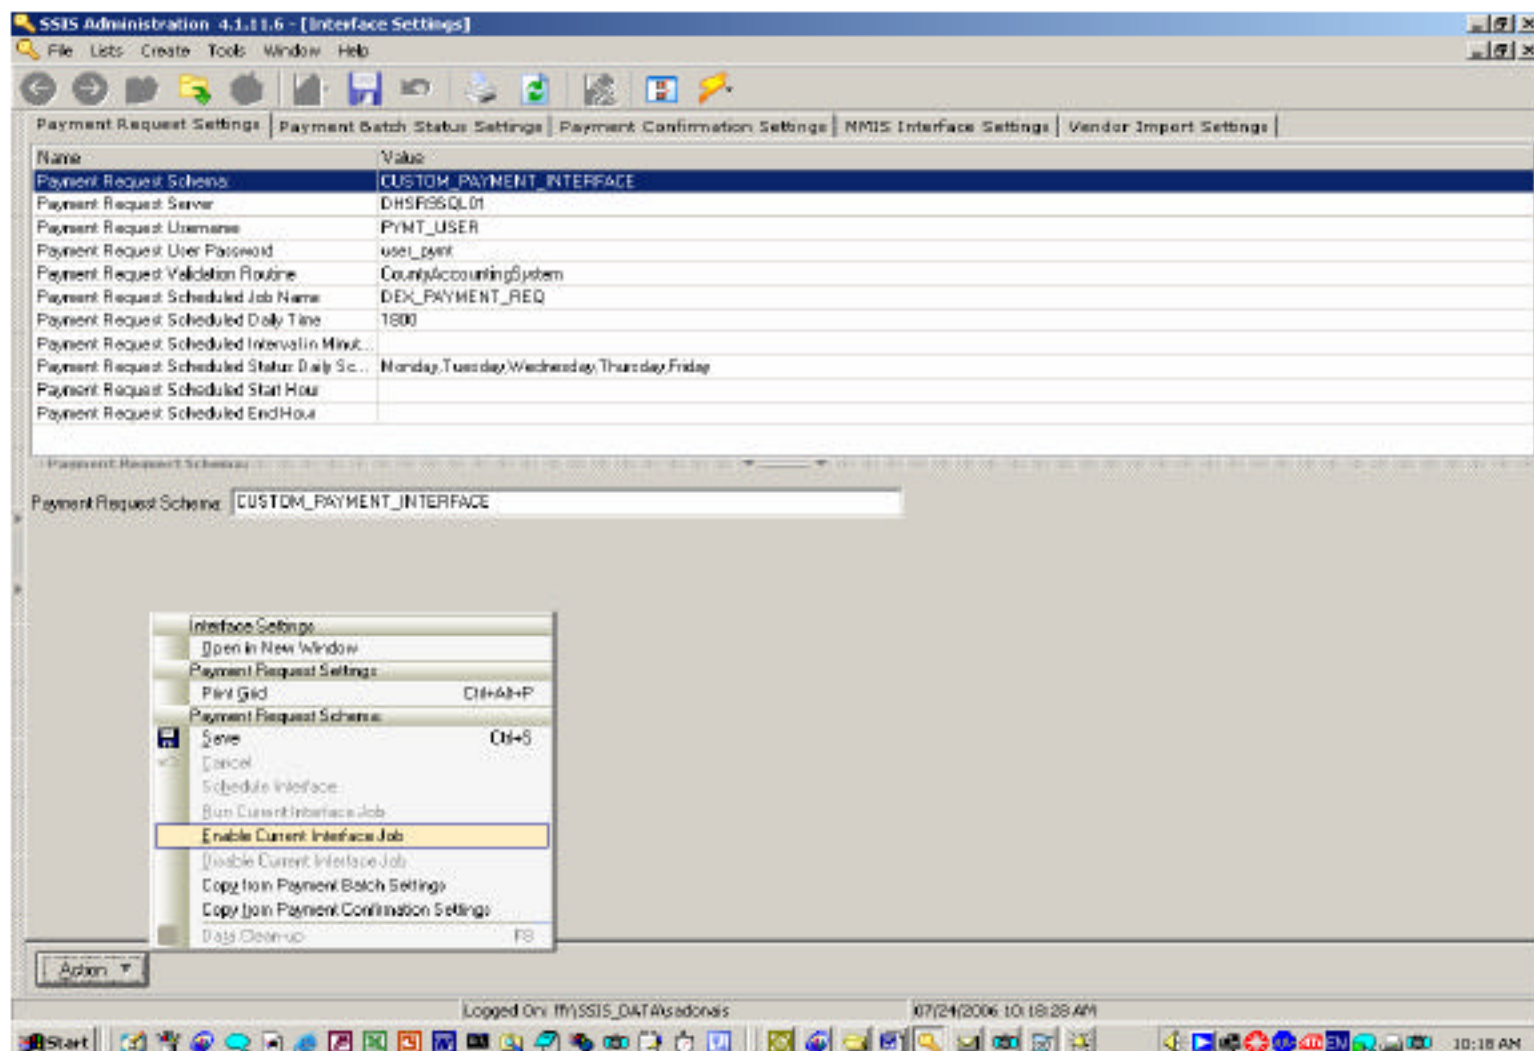 SSIS Administration 4.1.11.6 - [Interface Settings]
File Lists Create Tools Window Help
Payment Request Settings Payment Batch Status Settings Payment Confirmation Settings MMIS Interface Settings Vendor Import Settings
Name Value
Payment Request Schema: CUSTOM_PAYMENT_INTERFACE
Payment Request Server DHSR9SQL01
Payment Request Username PYMT_USER
Payment Request User Password user_pymt
Payment Request Validation Routine CountyAccountingSystem
Payment Request Scheduled Job Name DEX_PAYMENT_REQ
Payment Request Scheduled Daily Time 1800
Payment Request Scheduled Interval in Minut...
Payment Request Scheduled Status Daily Sc... Monday,Tuesday,Wednesday,Thursday,Friday
Payment Request Scheduled Start Hour
Payment Request Scheduled End Hour
Payment Request Schema:
Payment Request Schema: CUSTOM_PAYMENT_INTERFACE
Interface Settings
Open in New Window
Payment Request Settings
Print Grid Ctrl+Alt+P
Payment Request Schema:
Save Ctrl+S
Cancel
Schedule Interface
Run Current Interface Job
Enable Current Interface Job
Disable Current Interface Job
Copy from Payment Batch Settings
Copy from Payment Confirmation Settings
Data Clean-up F8
Action
Logged On: 07/24/2006 10:18:28 AM
Start EN 10:18 AM